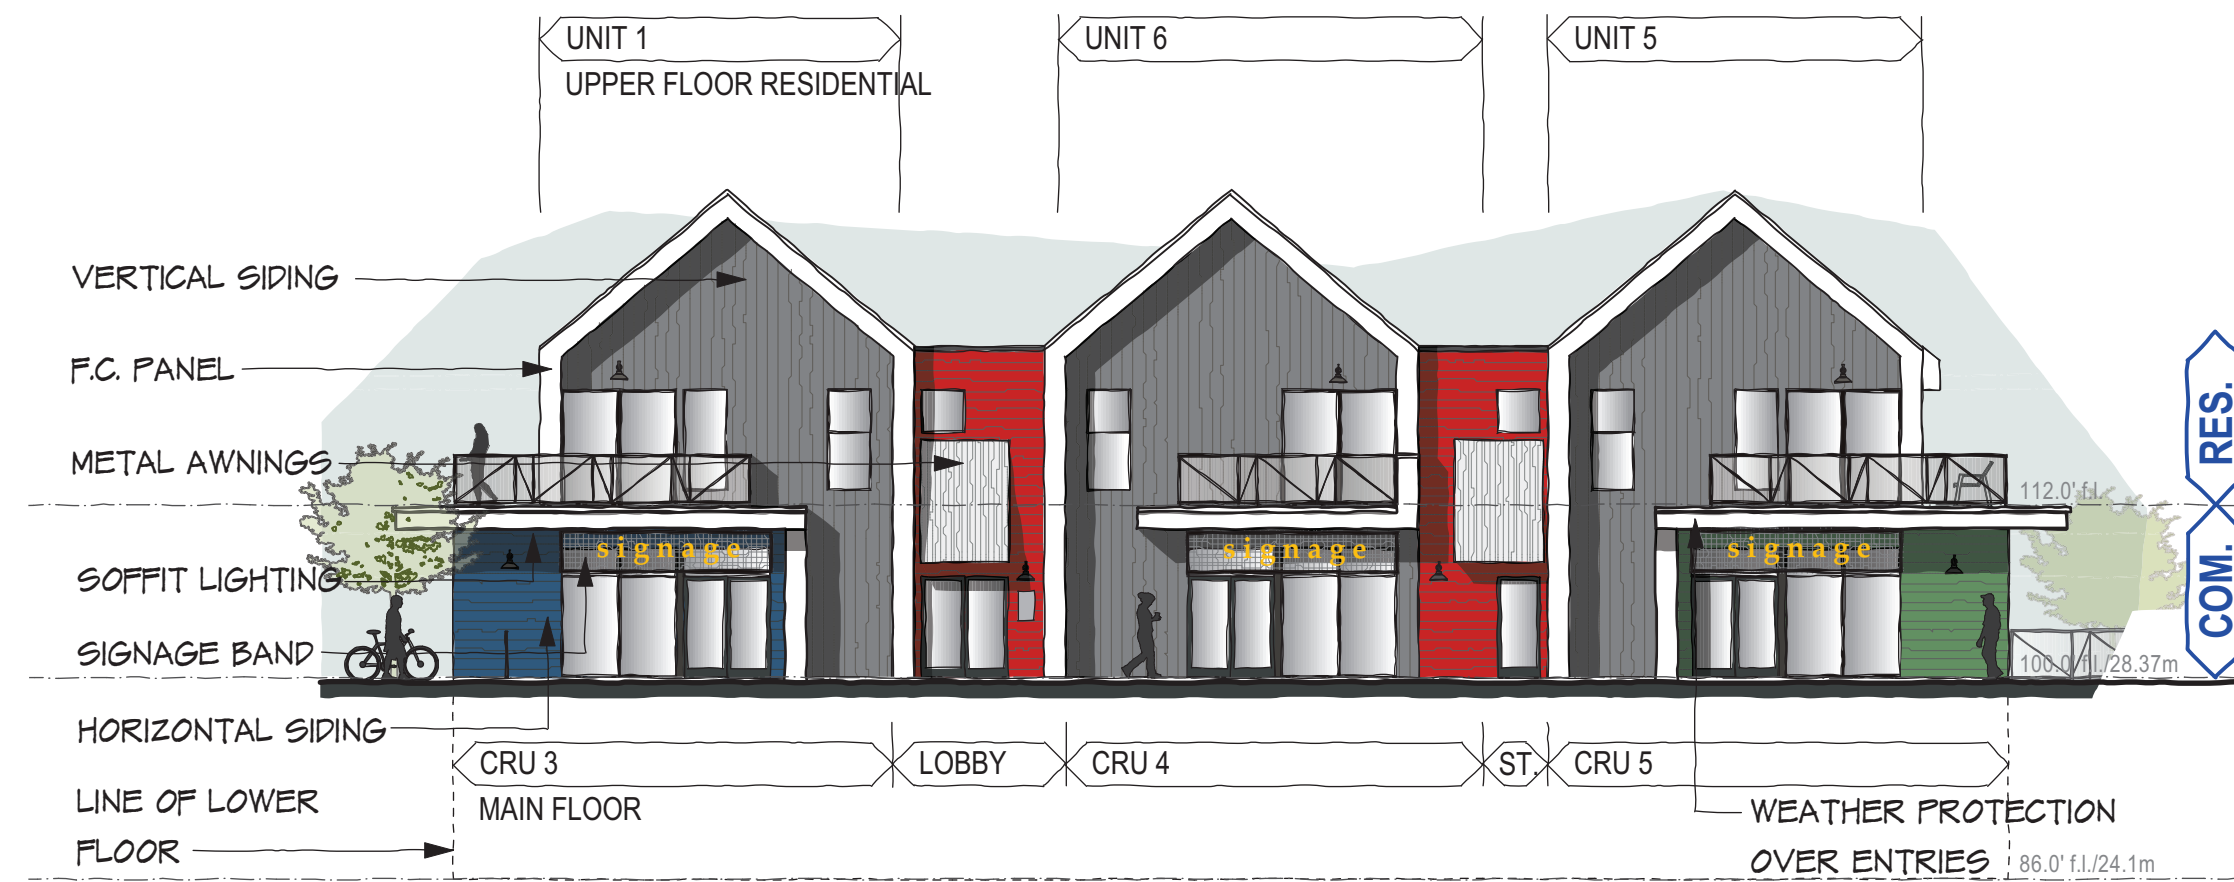 UNIT 1
UNIT 6
UNIT 5
UPPER FLOOR RESIDENTIAL
VERTICAL SIDING
F.C. PANEL
METAL AWNINGS
SOFFIT LIGHTING
SIGNAGE BAND
HORIZONTAL SIDING
LINE OF LOWER
FLOOR
signage
signage
signage
RES.
COM.
112.0' f.l.
100.0' f.l./28.37m
CRU 3
LOBBY
CRU 4
ST.
CRU 5
MAIN FLOOR
WEATHER PROTECTION
OVER ENTRIES
86.0' f.l./24.1m